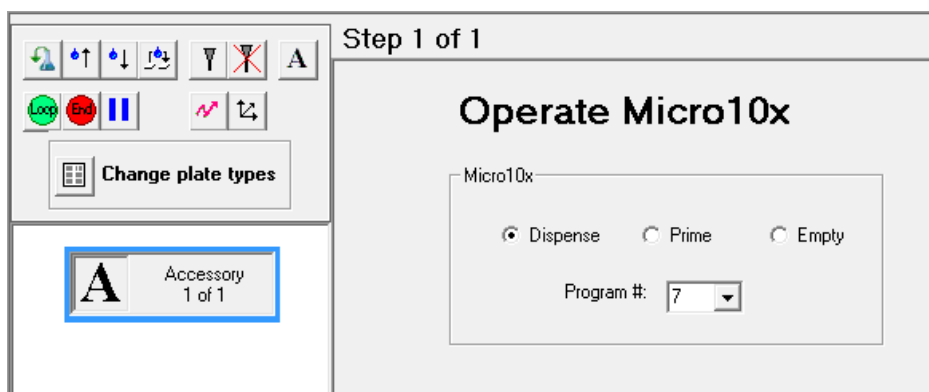 Step 1 of 1
A
Loop
End
Change plate types
A
Accessory
1 of 1
Operate Micro10x
Micro10x
Dispense
Prime
Empty
Program #:
7